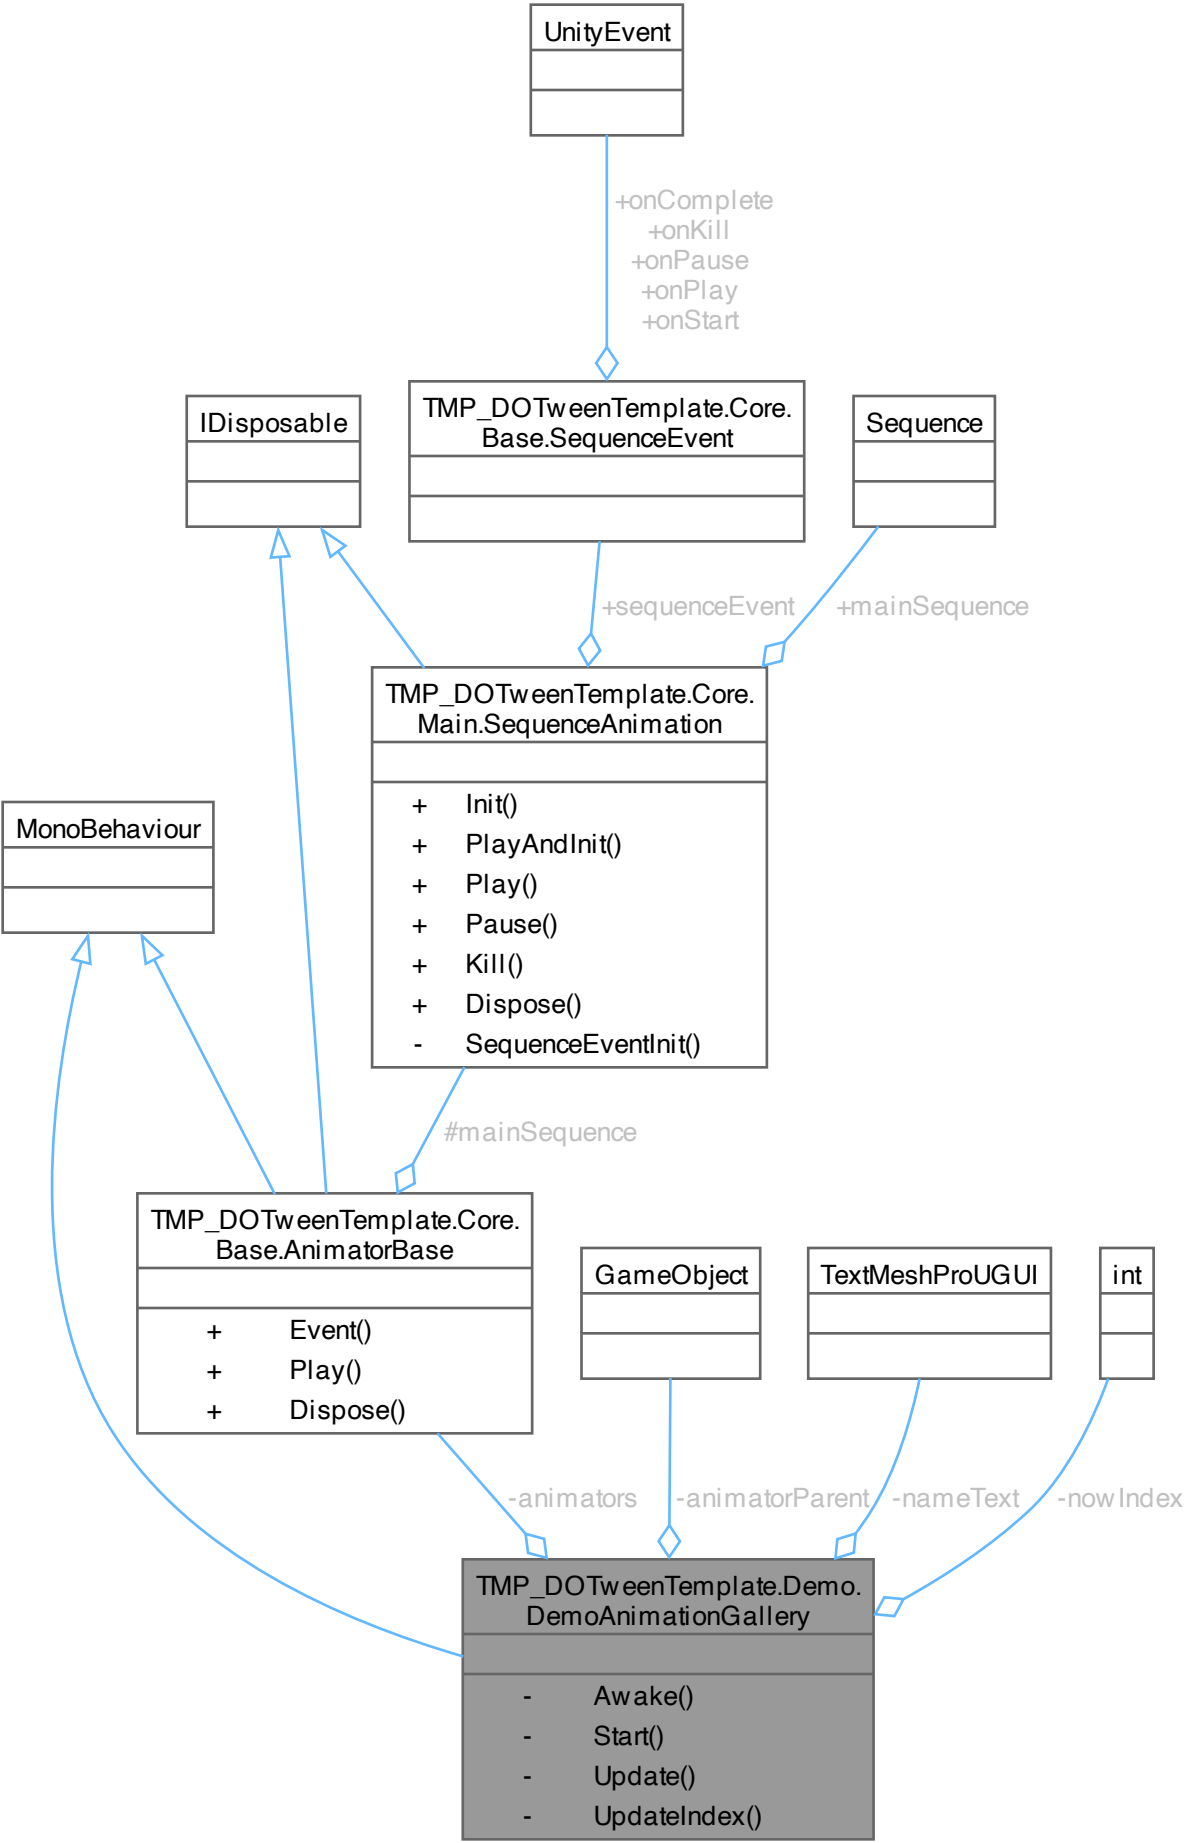 UnityEvent
+onComplete
+onKill
+onPause
+onPlay
+onStart
IDisposable
TMP_DOTweenTemplate.Core.
Base.SequenceEvent
Sequence
+sequenceEvent
+mainSequence
TMP_DOTweenTemplate.Core.
Main.SequenceAnimation
+ Init()
+ PlayAndInit()
+ Play()
+ Pause()
+ Kill()
+ Dispose()
- SequenceEventInit()
MonoBehaviour
#mainSequence
TMP_DOTweenTemplate.Core.
Base.AnimatorBase
+ Event()
+ Play()
+ Dispose()
GameObject
TextMeshProUGUI
int
-animators
-animatorParent
-nameText
-nowIndex
TMP_DOTweenTemplate.Demo.
DemoAnimationGallery
- Awake()
- Start()
- Update()
- UpdateIndex()